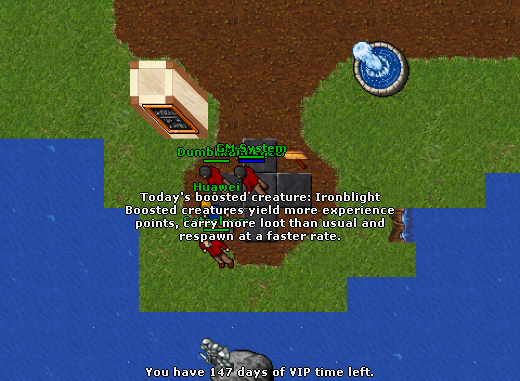 GM System
Huawei
Today's boosted creature: Ironblight
Boosted creatures yield more experience
points, carry more loot than usual and
respawn at a faster rate.
You have 147 days of VIP time left.